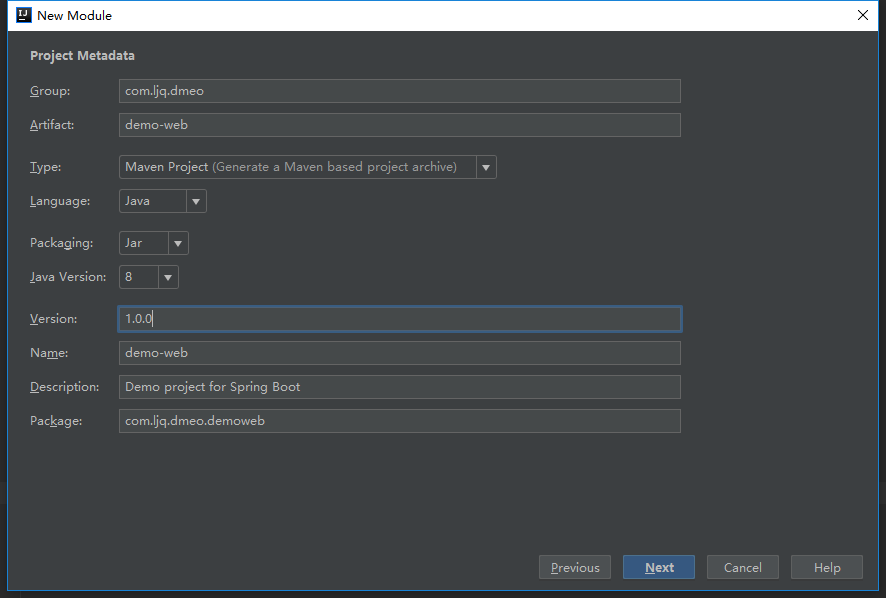 New Module
Project Metadata
Group: com.ljq.dmeo
Artifact: demo-web
Type: Maven Project (Generate a Maven based project archive)
Language: Java
Packaging: Jar
Java Version: 8
Version: 1.0.0
Name: demo-web
Description: Demo project for Spring Boot
Package: com.ljq.dmeo.demoweb
Previous Next Cancel Help